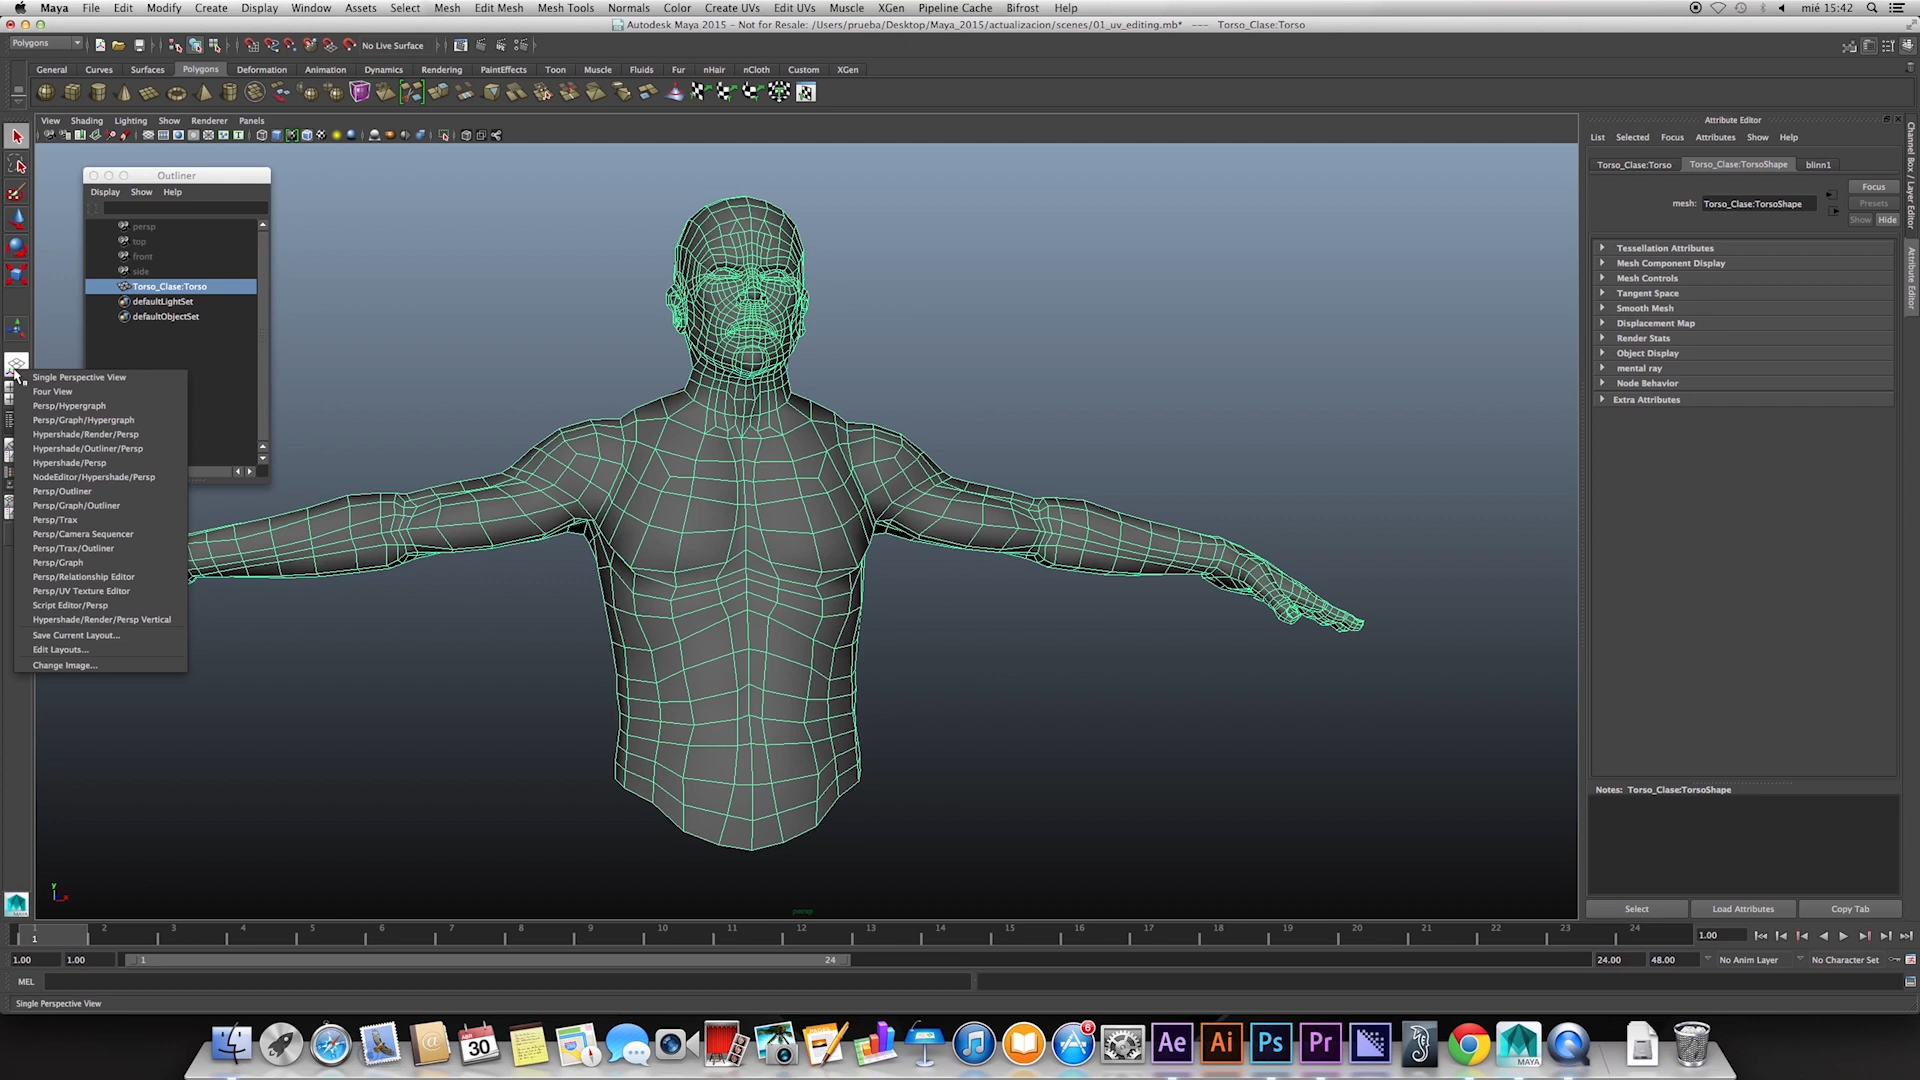 Maya File Edit Modify Create Display Window Assets Select Mesh Edit Mesh Mesh Tools Normals Color Create UVs Edit UVs Muscle XGen Pipeline Cache Bifrost Help mié 15:42
Autodesk Maya 2015 - Not for Resale: /Users/prueba/Desktop/Maya_2015/actualizacion/scenes/01_uv_editing.mb* --- Torso_Clase:Torso
Polygons No Live Surface
General Curves Surfaces Polygons Deformation Animation Dynamics Rendering PaintEffects Toon Muscle Fluids Fur nHair nCloth Custom XGen
View Shading Lighting Show Renderer Panels
Outliner
Display Show Help
persp
top
front
side
Torso_Clase:Torso
defaultLightSet
defaultObjectSet
Single Perspective View
Four View
Persp/Hypergraph
Persp/Graph/Hypergraph
Hypershade/Render/Persp
Hypershade/Outliner/Persp
Hypershade/Persp
NodeEditor/Hypershade/Persp
Persp/Outliner
Persp/Graph/Outliner
Persp/Trax
Persp/Camera Sequencer
Persp/Trax/Outliner
Persp/Graph
Persp/Relationship Editor
Persp/UV Texture Editor
Script Editor/Persp
Hypershade/Render/Persp Vertical
Save Current Layout...
Edit Layouts...
Change Image...
y
persp
Attribute Editor
List Selected Focus Attributes Show Help
Torso_Clase:Torso Torso_Clase:TorsoShape blinn1
Focus
mesh: Torso_Clase:TorsoShape
Presets
Show Hide
Tessellation Attributes
Mesh Component Display
Mesh Controls
Tangent Space
Smooth Mesh
Displacement Map
Render Stats
Object Display
mental ray
Node Behavior
Extra Attributes
Notes: Torso_Clase:TorsoShape
Select Load Attributes Copy Tab
Channel Box / Layer Editor
Attribute Editor
MAYA
1 2 3 4 5 6 7 8 9 10 11 12 13 14 15 16 17 18 19 20 21 22 23 24
1
1.00
1.00 1.00 1 24 24.00 48.00 No Anim Layer No Character Set
MEL
Single Perspective View
30
6
Ae Ai Ps Pr
MAYA